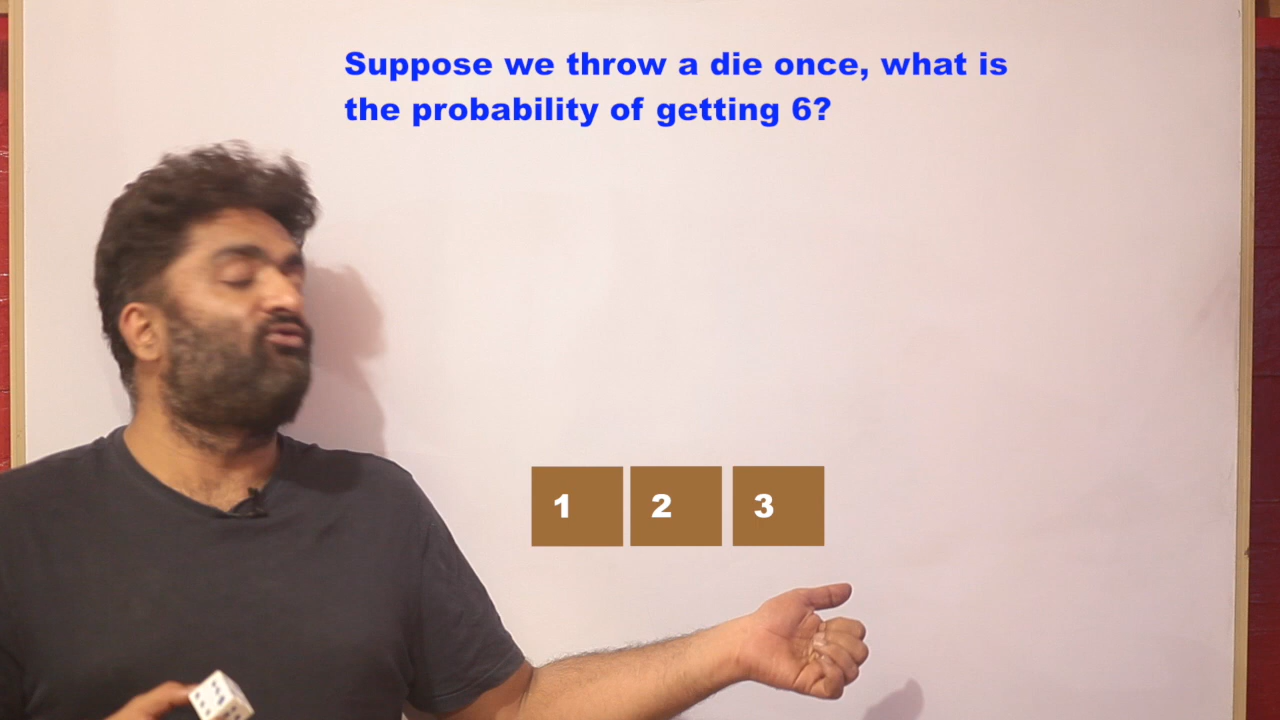 Suppose we throw a die once, what is
the probability of getting 6?
1 2 3